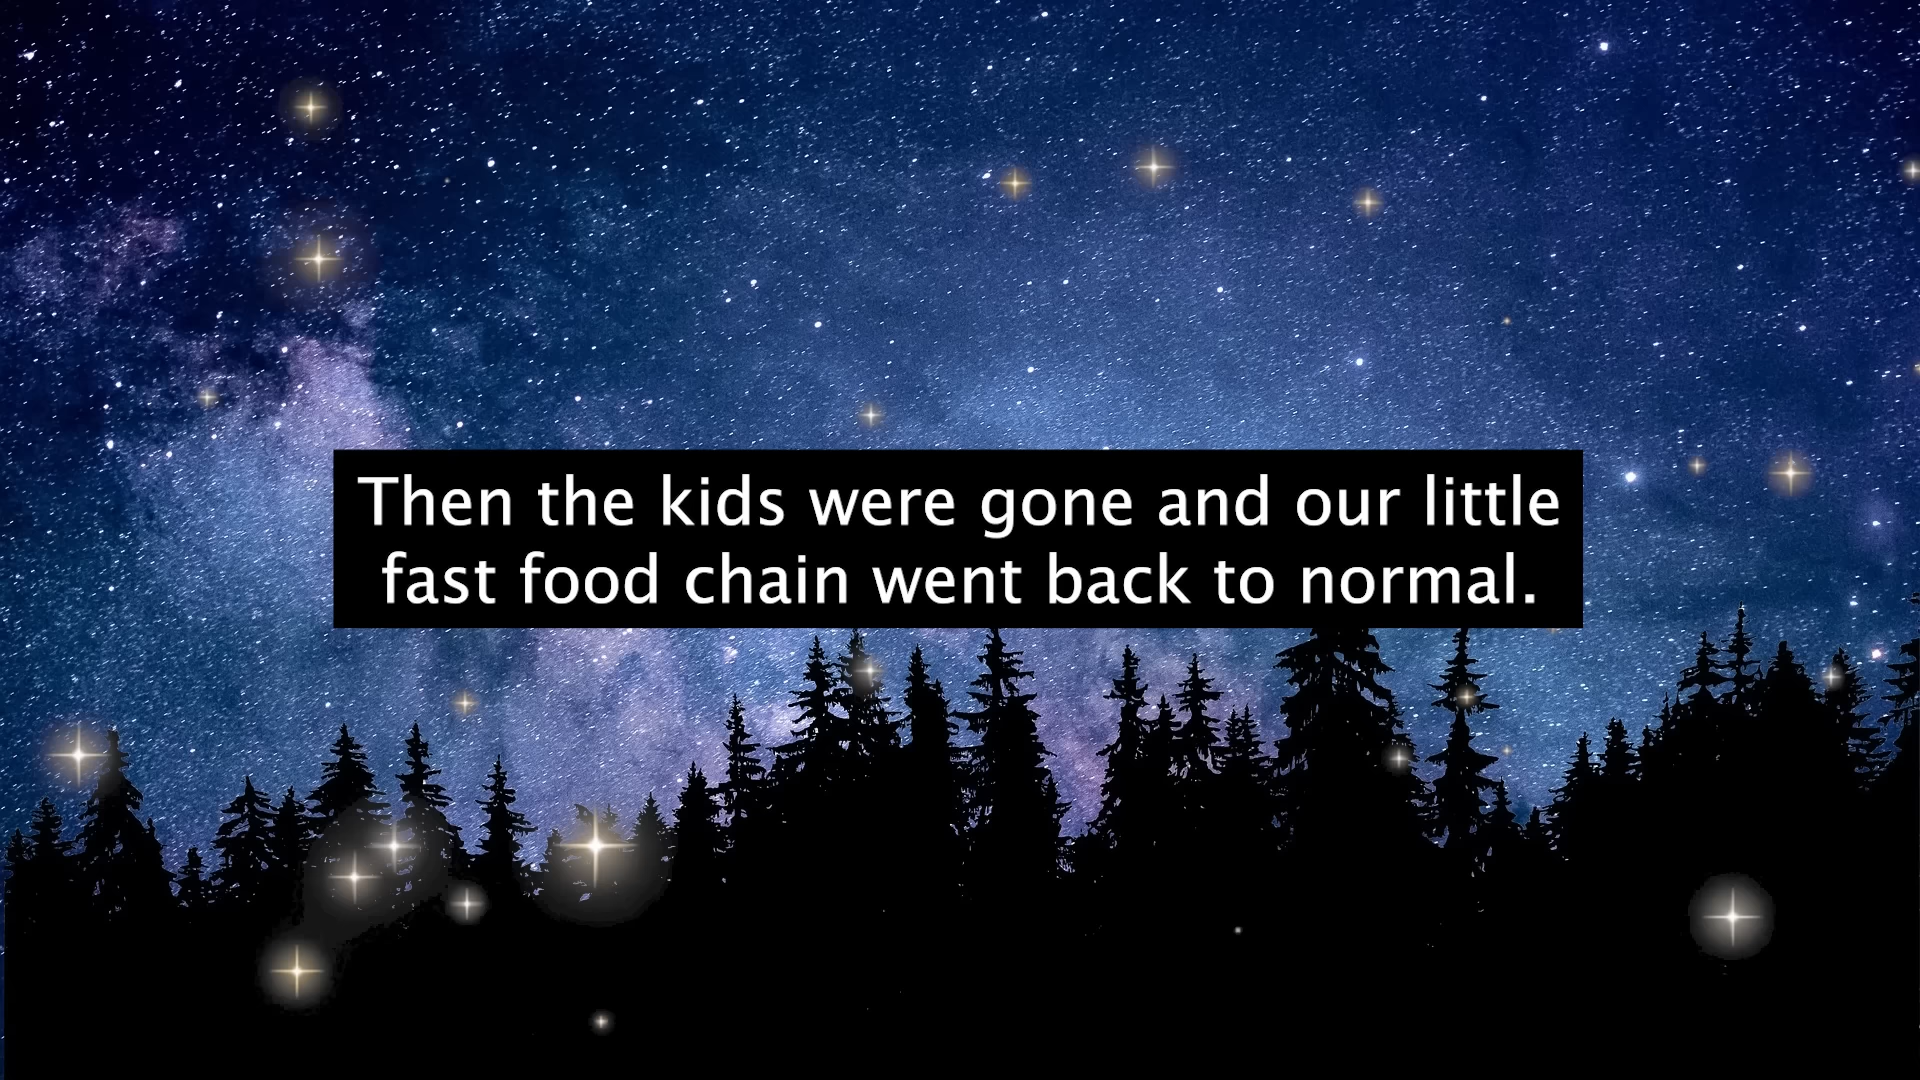 Then the kids were gone and our little
fast food chain went back to normal.